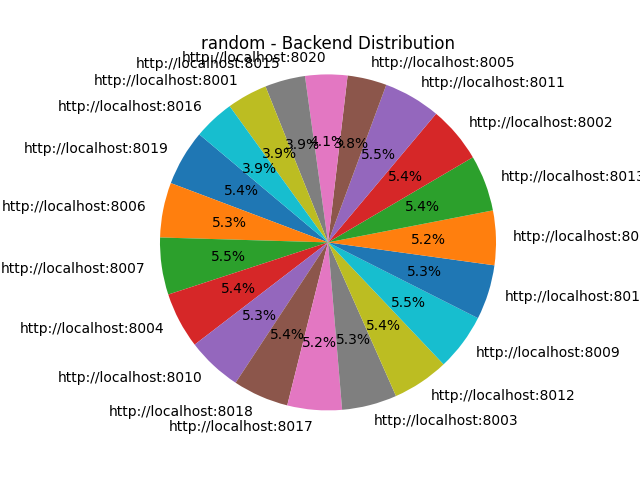 random - Backend Distribution
http://localhost:8020
http://localhost:8015
http://localhost:8001
http://localhost:8016
http://localhost:8019
http://localhost:8006
http://localhost:8007
http://localhost:8004
http://localhost:8010
http://localhost:8018
http://localhost:8017
http://localhost:8003
http://localhost:8012
http://localhost:8009
http://localhost:801
http://localhost:80
http://localhost:8013
http://localhost:8002
http://localhost:8011
http://localhost:8005
4.1%
3.9%
3.9%
3.9%
5.4%
5.3%
5.5%
5.4%
5.3%
5.4%
5.2%
5.3%
5.4%
5.5%
5.3%
5.2%
5.4%
5.4%
5.5%
3.8%